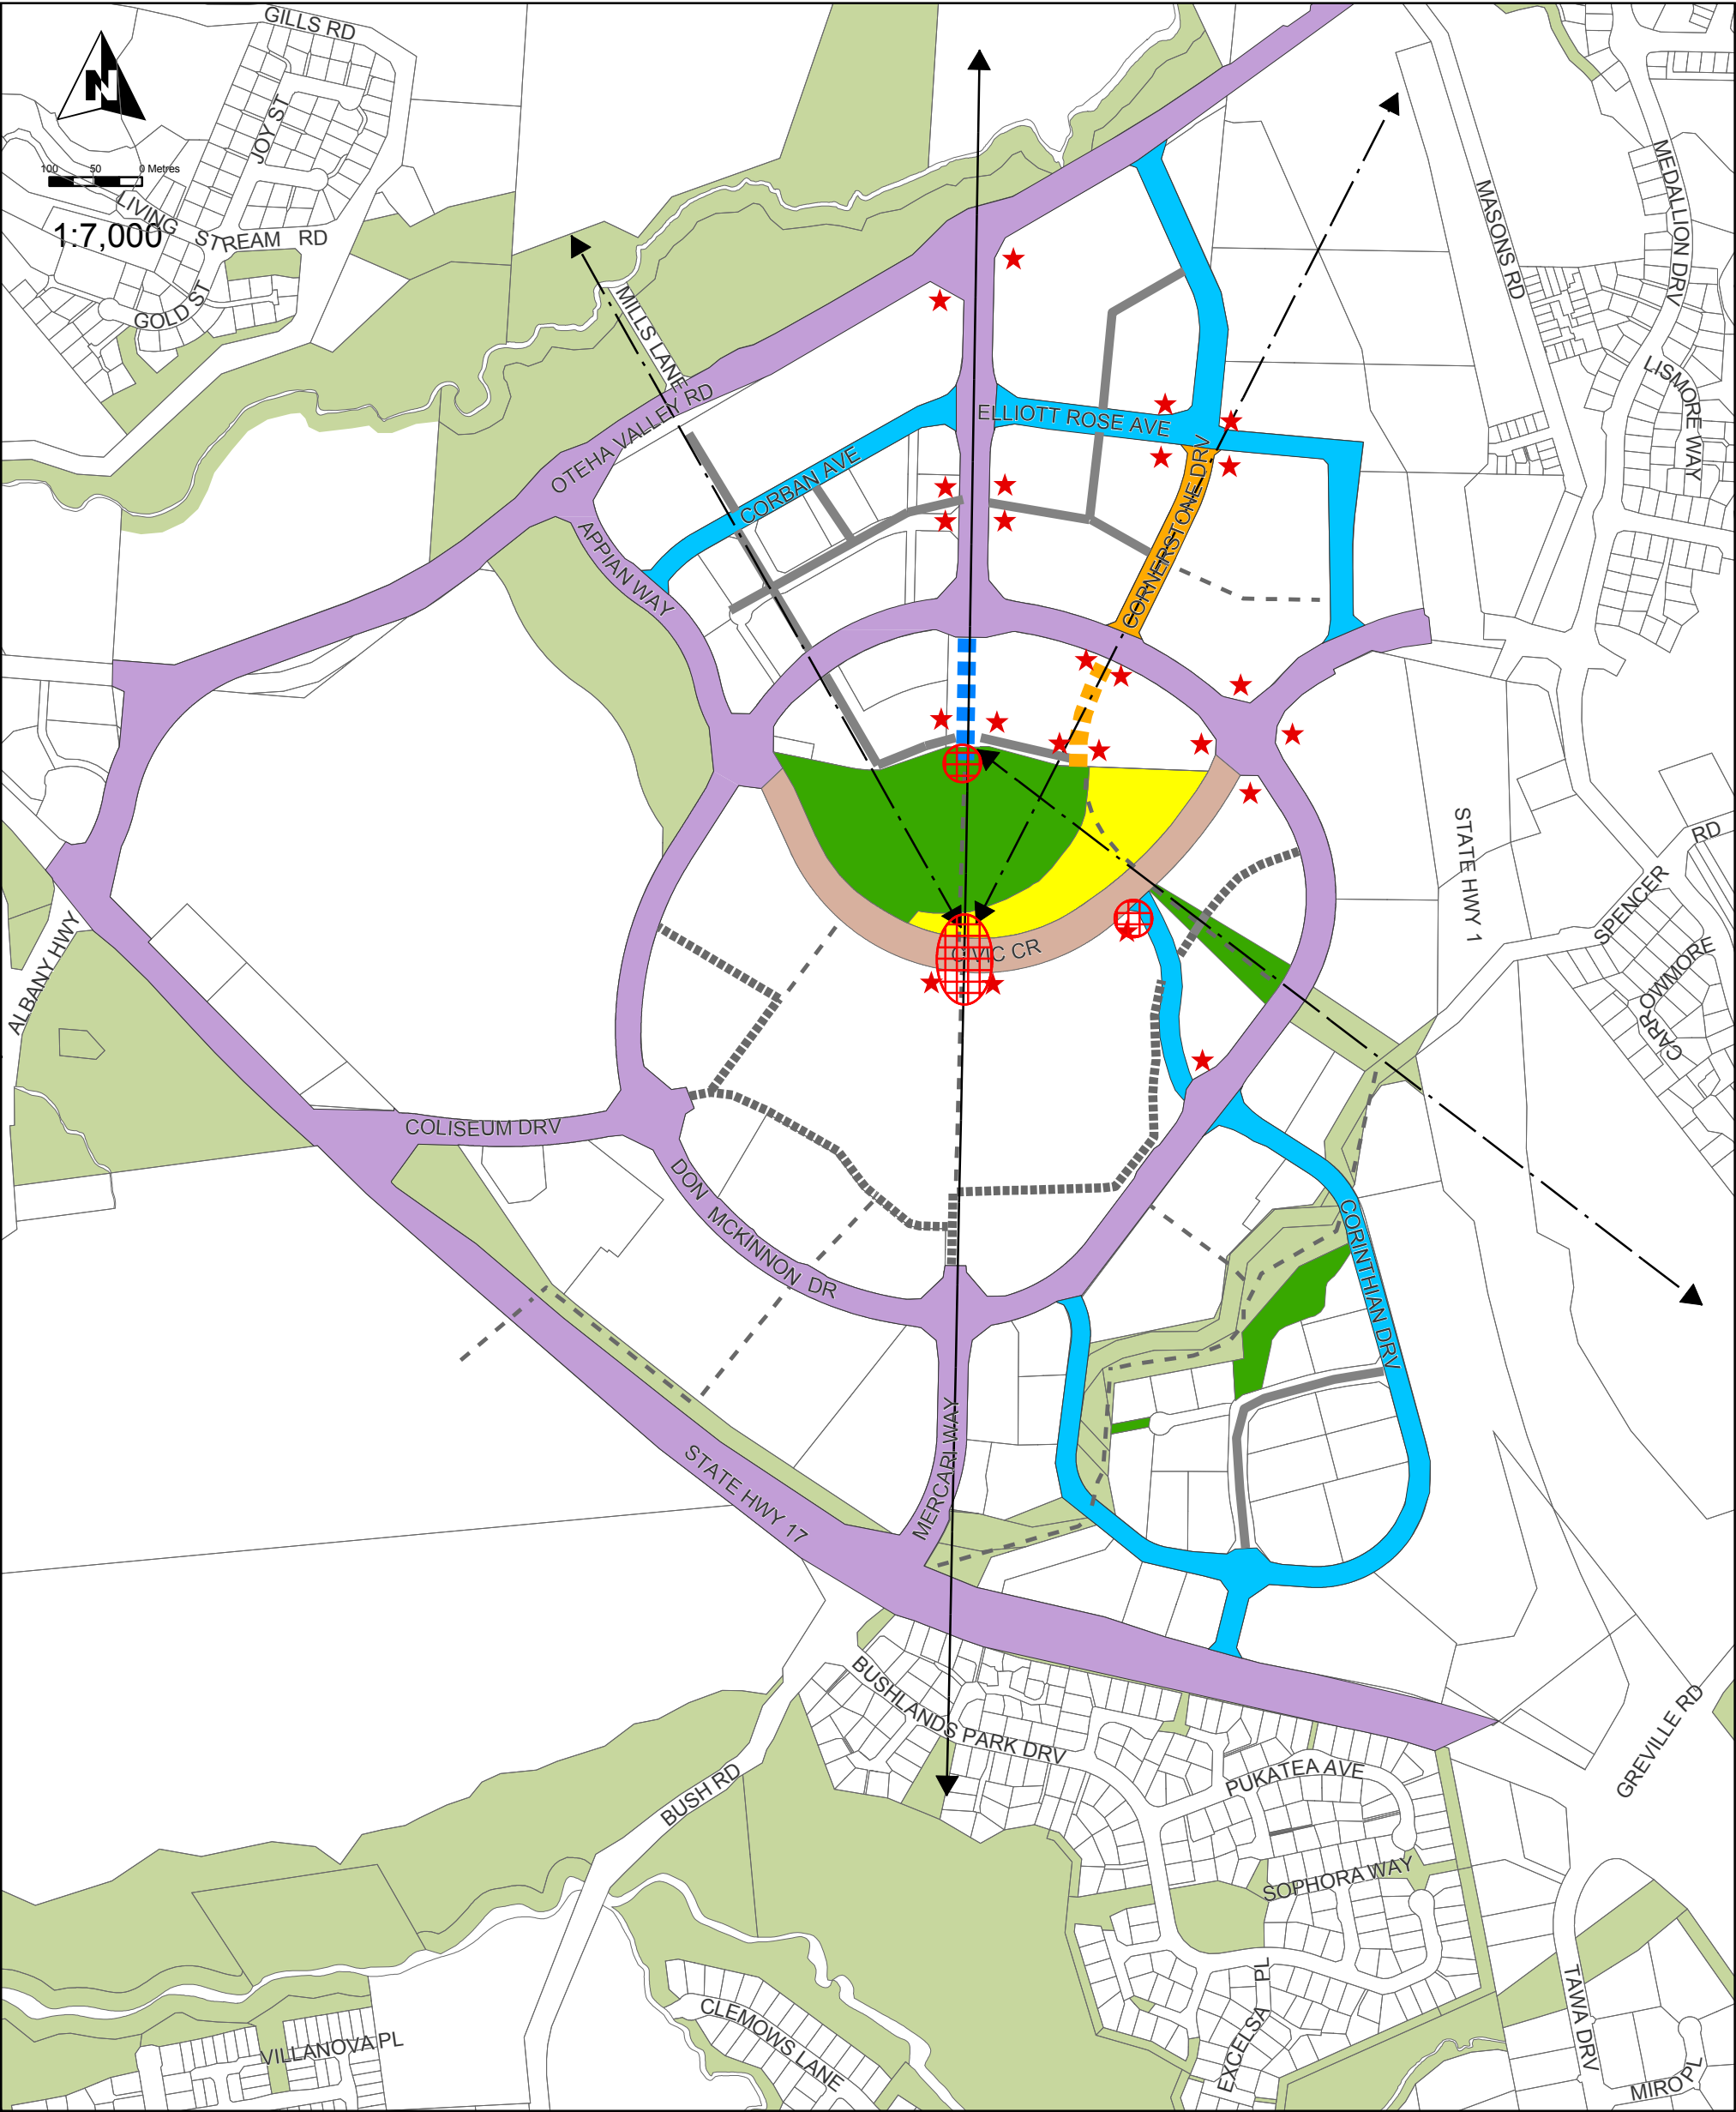 GILLS RD
N
JOY ST
100 50 0 Metres
LIVING STREAM RD
1:7,000
GOLD ST
MILLS LANE
MASONS RD
MEDALLION DRV
LISMORE WAY
OTEHA VALLEY RD
ELLIOTT ROSE AVE
CORBAN AVE
CORNERSTONE DRV
APPIAN WAY
STATE HWY 1
SPENCER RD
CARROWMORE
ALBANY HWY
CIVIC CR
COLISEUM DRV
DON MCKINNON DR
CORINTHIAN DRV
MERCARI WAY
STATE HWY 17
BUSHLANDS PARK DRV
BUSH RD
PUKATEA AVE
GREVILLE RD
SOPHORA WAY
EXCELSA PL
TAWA DRV
MIRO PL
VILLANOVA PL
CLEMOWS LANE